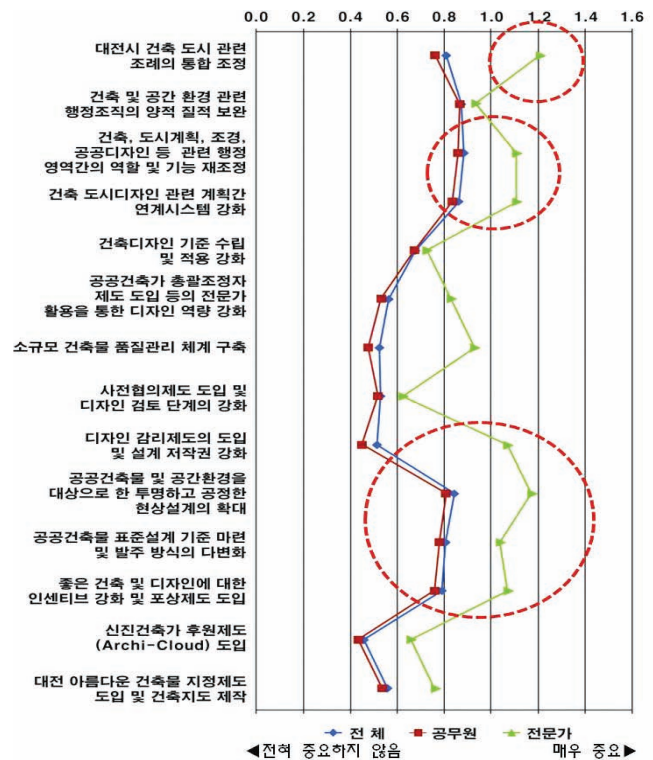 0.0 0.2 0.4 0.6 0.8 1.0 1.2 1.4 1.6
대전시 건축 도시 관련
조례의 통합 조정
건축 및 공간 환경 관련
행정조직의 양적 질적 보완
건축, 도시계획, 조경,
공공디자인 등 관련 행정
영역간의 역할 및 기능 재조정
건축 도시디자인 관련 계획간
연계시스템 강화
건축디자인 기준 수립
및 적용 강화
공공건축가 총괄조정자
제도 도입 등의 전문가
활용을 통한 디자인 역량 강화
소규모 건축물 품질관리 체계 구축
사전협의제도 도입 및
디자인 검토 단계의 강화
디자인 감리제도의 도입
및 설계 저작권 강화
공공건축물 및 공간환경을
대상으로 한 투명하고 공정한
현상설계의 확대
공공건축물 표준설계 기준 마련
및 발주 방식의 다변화
좋은 건축 및 디자인에 대한
인센티브 강화 및 포상제도 도입
신진건축가 후원제도
(Archi-Cloud) 도입
대전 아름다운 건축물 지정제도
도입 및 건축지도 제작
전 체 공무원 전문가
◀전혀 중요하지 않음 매우 중요▶